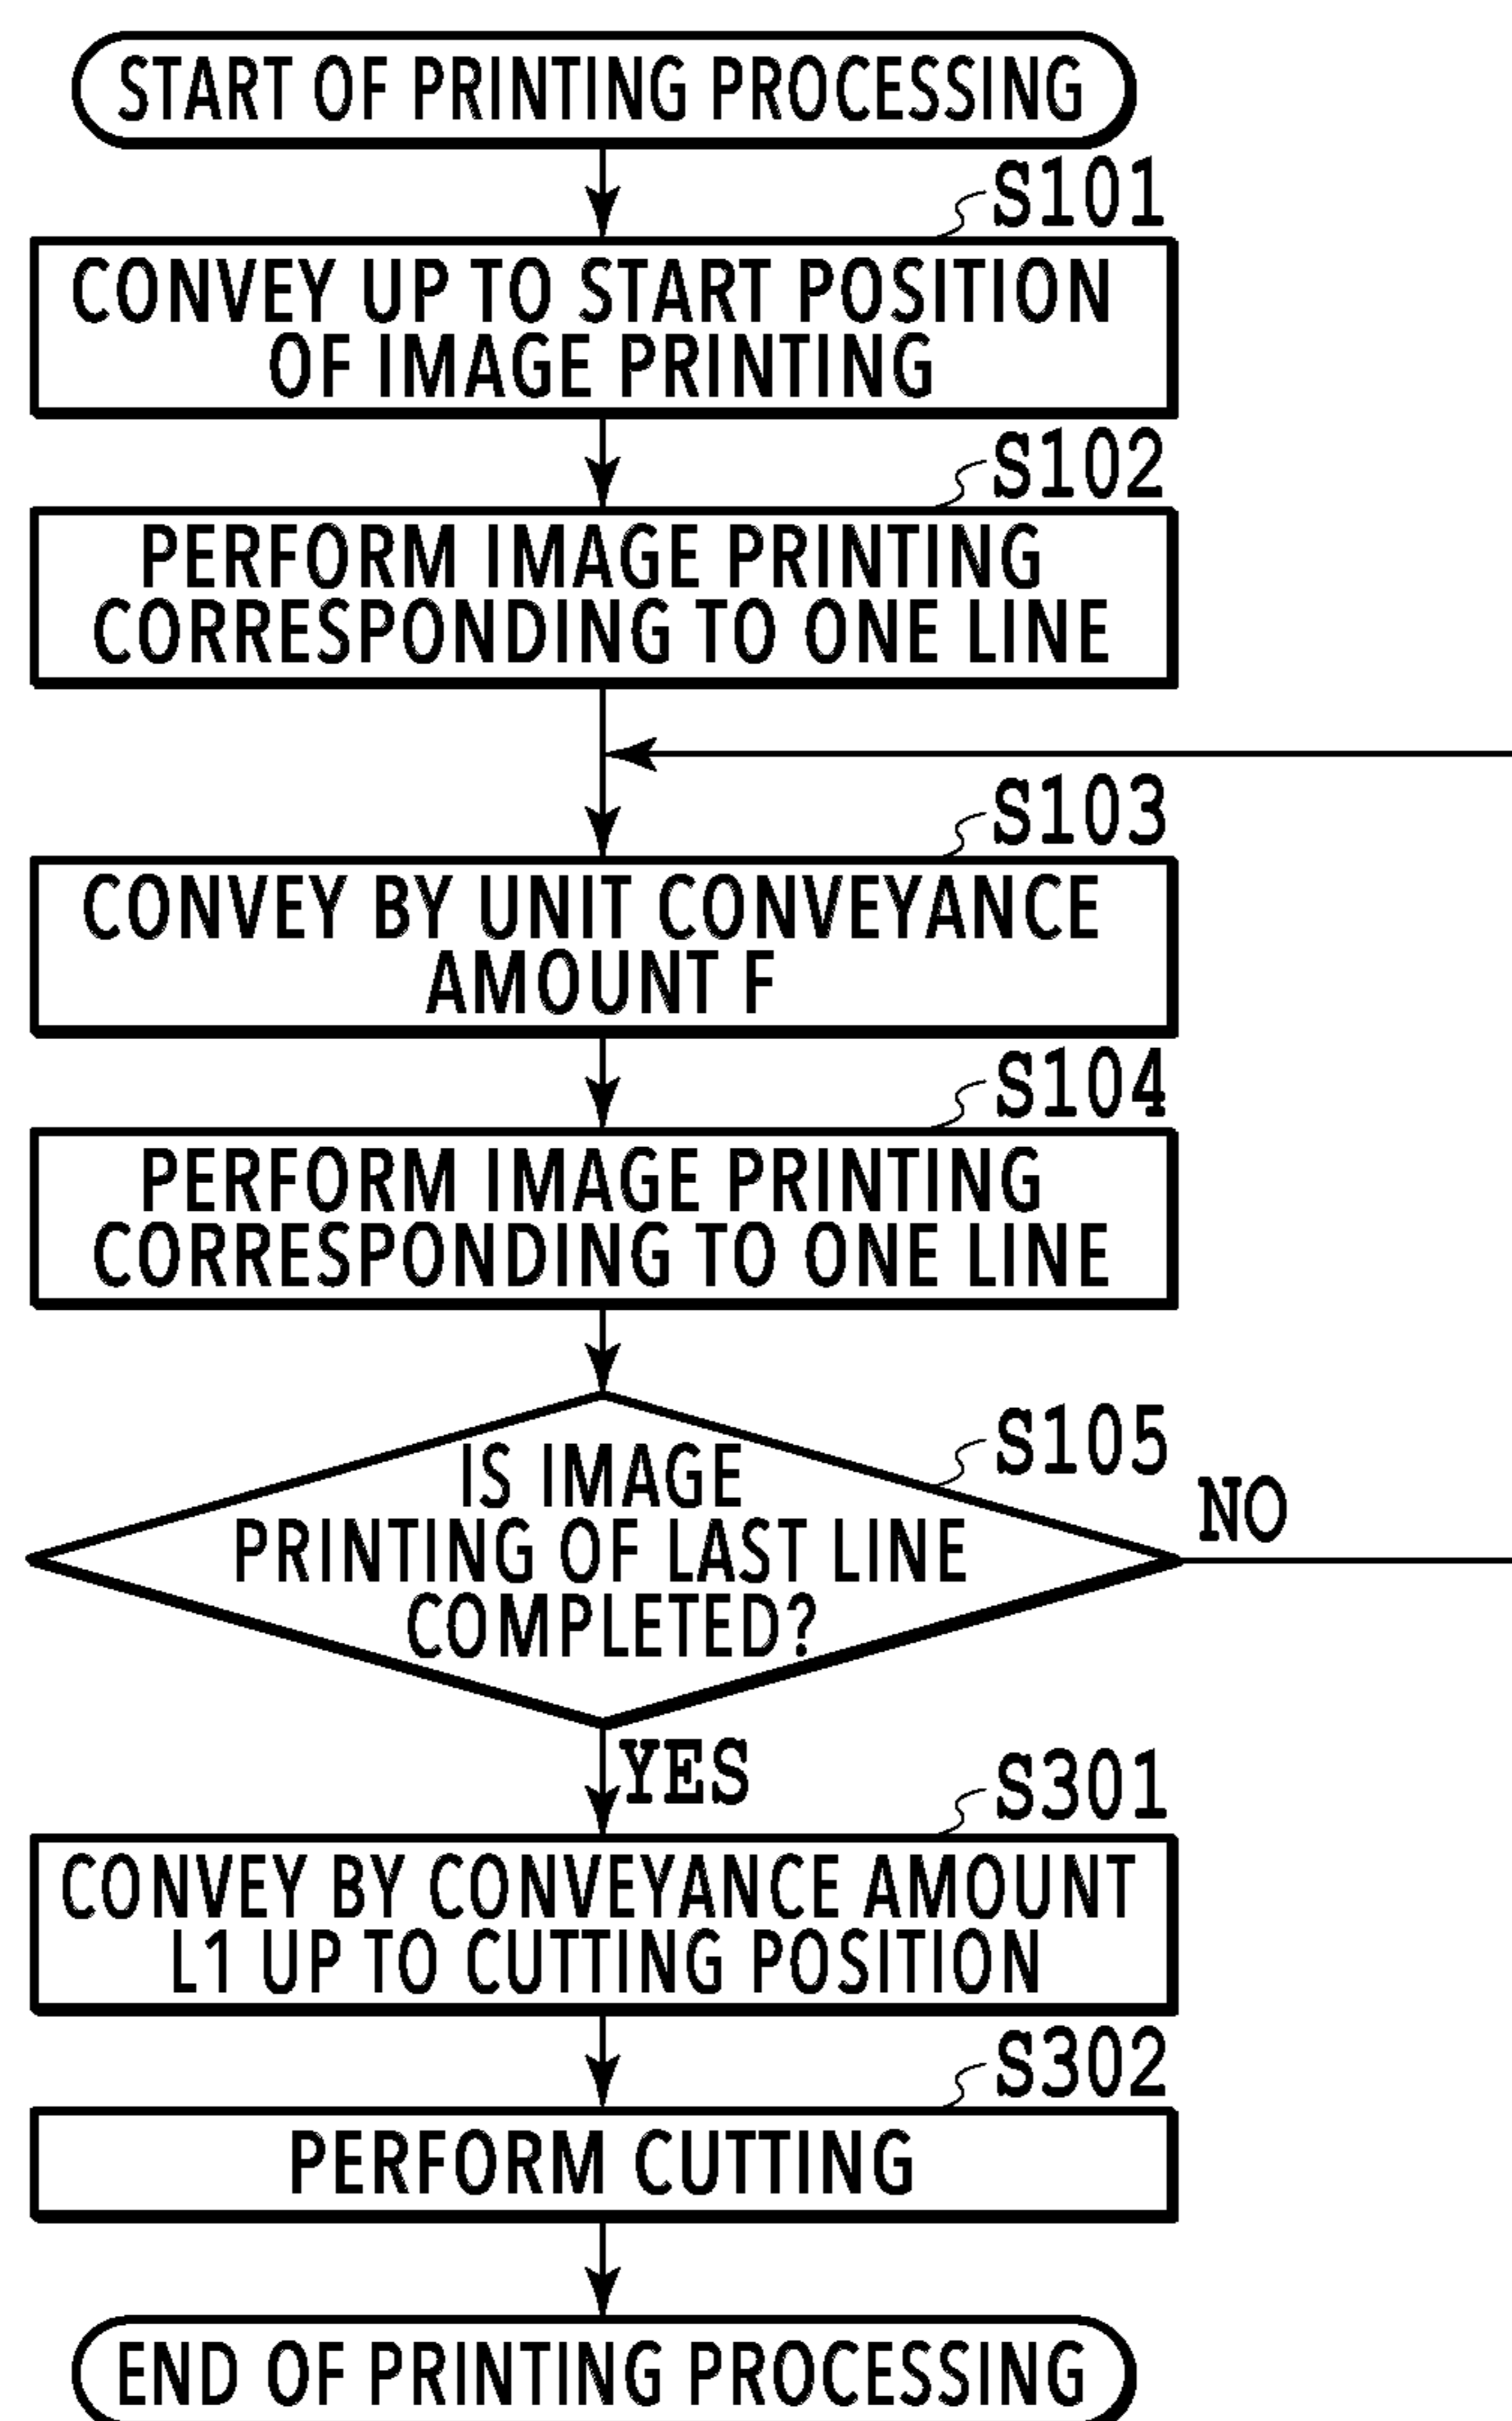 START OF PRINTING PROCESSING
S101
CONVEY UP TO START POSITION
OF IMAGE PRINTING
S102
PERFORM IMAGE PRINTING
CORRESPONDING TO ONE LINE
S103
CONVEY BY UNIT CONVEYANCE
AMOUNT F
S104
PERFORM IMAGE PRINTING
CORRESPONDING TO ONE LINE
S105
IS IMAGE
PRINTING OF LAST LINE
COMPLETED?
NO
YES
S301
CONVEY BY CONVEYANCE AMOUNT
L1 UP TO CUTTING POSITION
S302
PERFORM CUTTING
END OF PRINTING PROCESSING